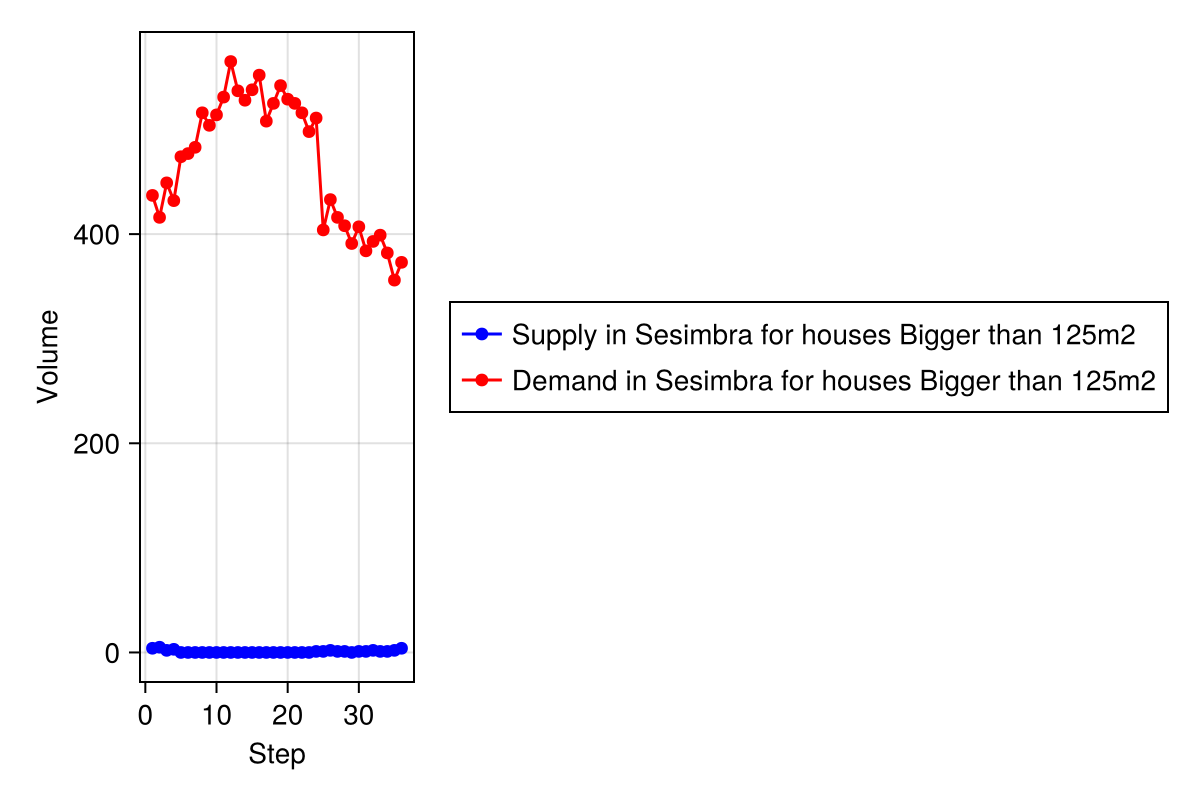 400
200
0
Volume
0 10 20 30
Step
Supply in Sesimbra for houses Bigger than 125m2
Demand in Sesimbra for houses Bigger than 125m2